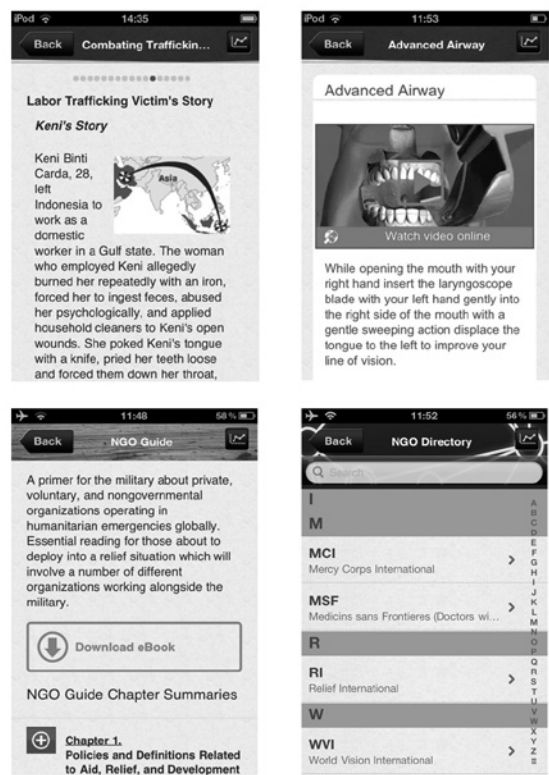 iPod 14:35
Back Combating Traffickin...
Labor Trafficking Victim's Story
Keni's Story
Keni Binti
Carda, 28,
left
Indonesia to
work as a
domestic
Asia
worker in a Gulf state. The woman
who employed Keni allegedly
burned her repeatedly with an iron,
forced her to ingest feces, abused
her psychologically, and applied
household cleaners to Keni's open
wounds. She poked Keni's tongue
with a knife, pried her teeth loose
and forced them down her throat,
iPod 11:53
Back Advanced Airway
Advanced Airway
Watch video online
While opening the mouth with your
right hand insert the laryngoscope
blade with your left hand gently into
the right side of the mouth with a
gentle sweeping action displace the
tongue to the left to improve your
line of vision.
11:48 58 %
Back NGO Guide
A primer for the military about private,
voluntary, and nongovernmental
organizations operating in
humanitarian emergencies globally.
Essential reading for those about to
deploy into a relief situation which will
involve a number of different
organizations working alongside the
military.
Download eBook
NGO Guide Chapter Summaries
Chapter 1.
Policies and Definitions Related
to Aid, Relief, and Development
11:52 56 %
Back NGO Directory
Search
I
M
MCI
Mercy Corps International
MSF
Medicins sans Frontieres (Doctors wi...
R
RI
Relief International
W
WVI
World Vision International
A
B
C
D
E
F
G
H
I
J
K
L
M
N
O
P
Q
R
S
T
U
V
W
X
Y
Z
#